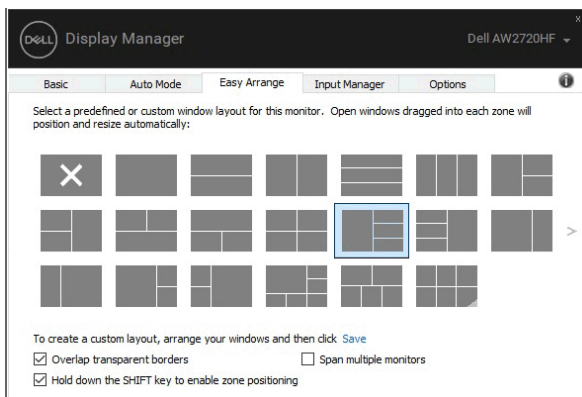 DELL Display Manager Dell AW2720HF
Basic Auto Mode Easy Arrange Input Manager Options
Select a predefined or custom window layout for this monitor. Open windows dragged into each zone will
position and resize automatically:
To create a custom layout, arrange your windows and then click Save
Overlap transparent borders Span multiple monitors
Hold down the SHIFT key to enable zone positioning